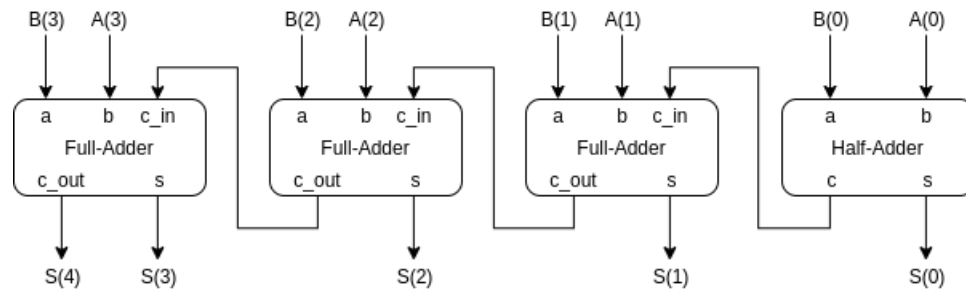 B(3) A(3) B(2) A(2) B(1) A(1) B(0) A(0)
a b c_in a b c_in a b c_in a b
Full-Adder Full-Adder Full-Adder Half-Adder
c_out s c_out s c_out s c s
S(4) S(3) S(2) S(1) S(0)